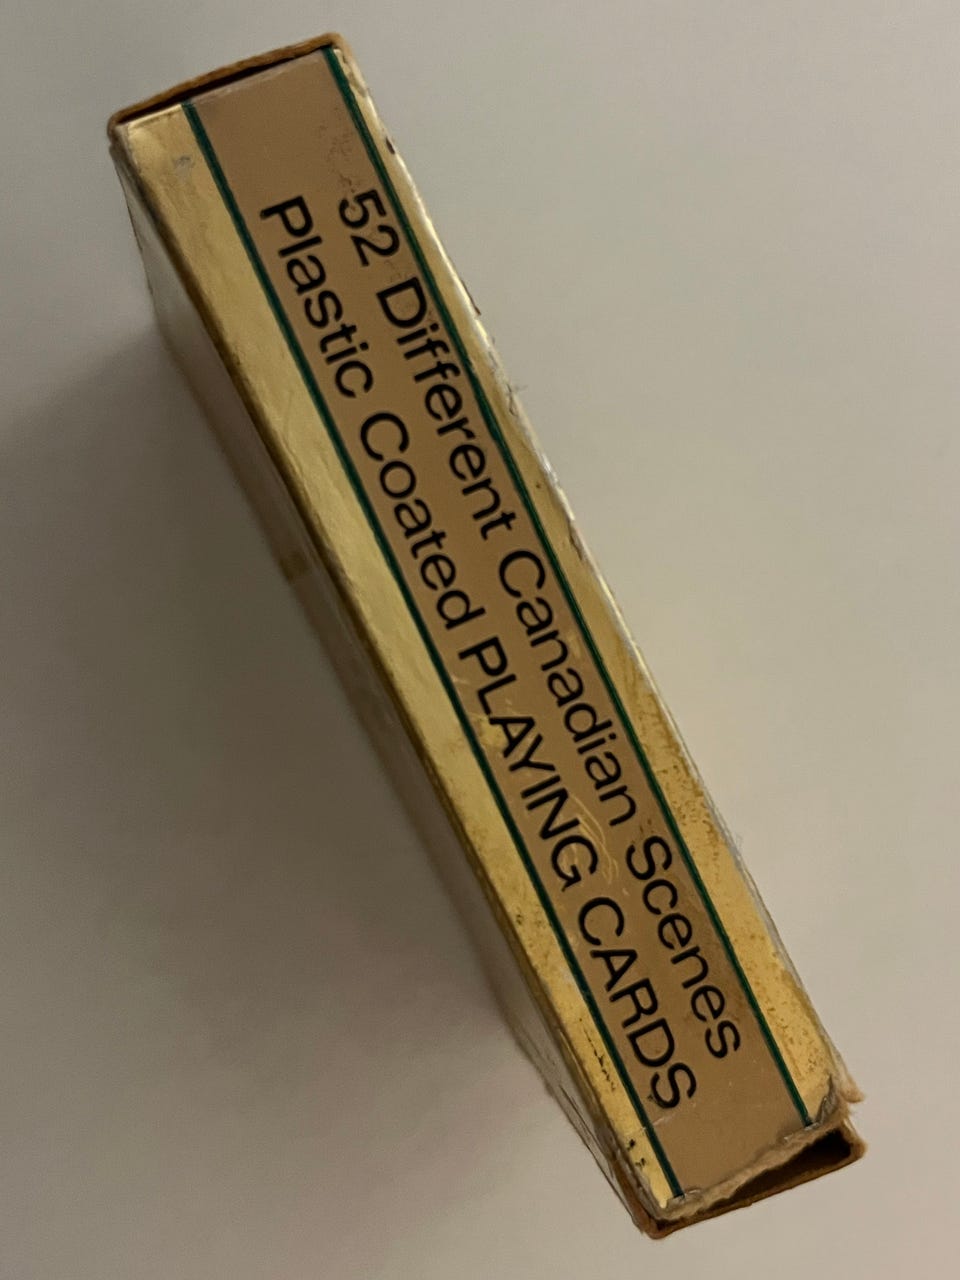 52 Different Canadian Scenes
Plastic Coated PLAYING CARDS